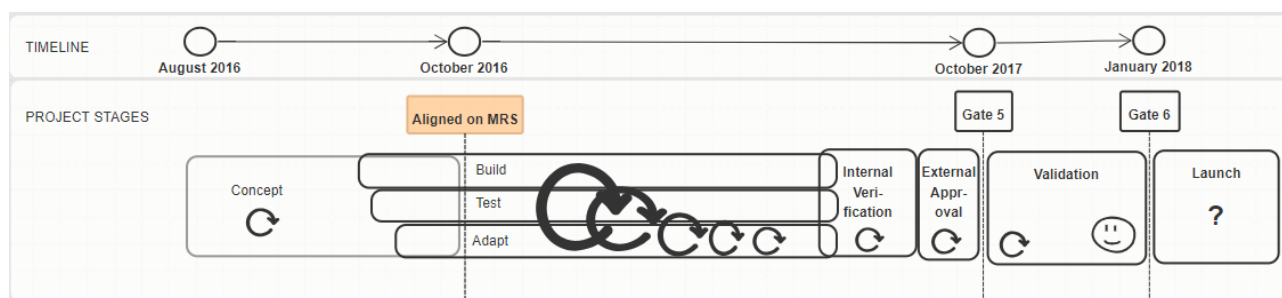 TIMELINE
August 2016
October 2016
October 2017
January 2018
PROJECT STAGES
Aligned on MRS
Gate 5
Gate 6
Concept
Build
Test
Adapt
Internal
Veri-
fication
External
Appr-
oval
Validation
Launch
?